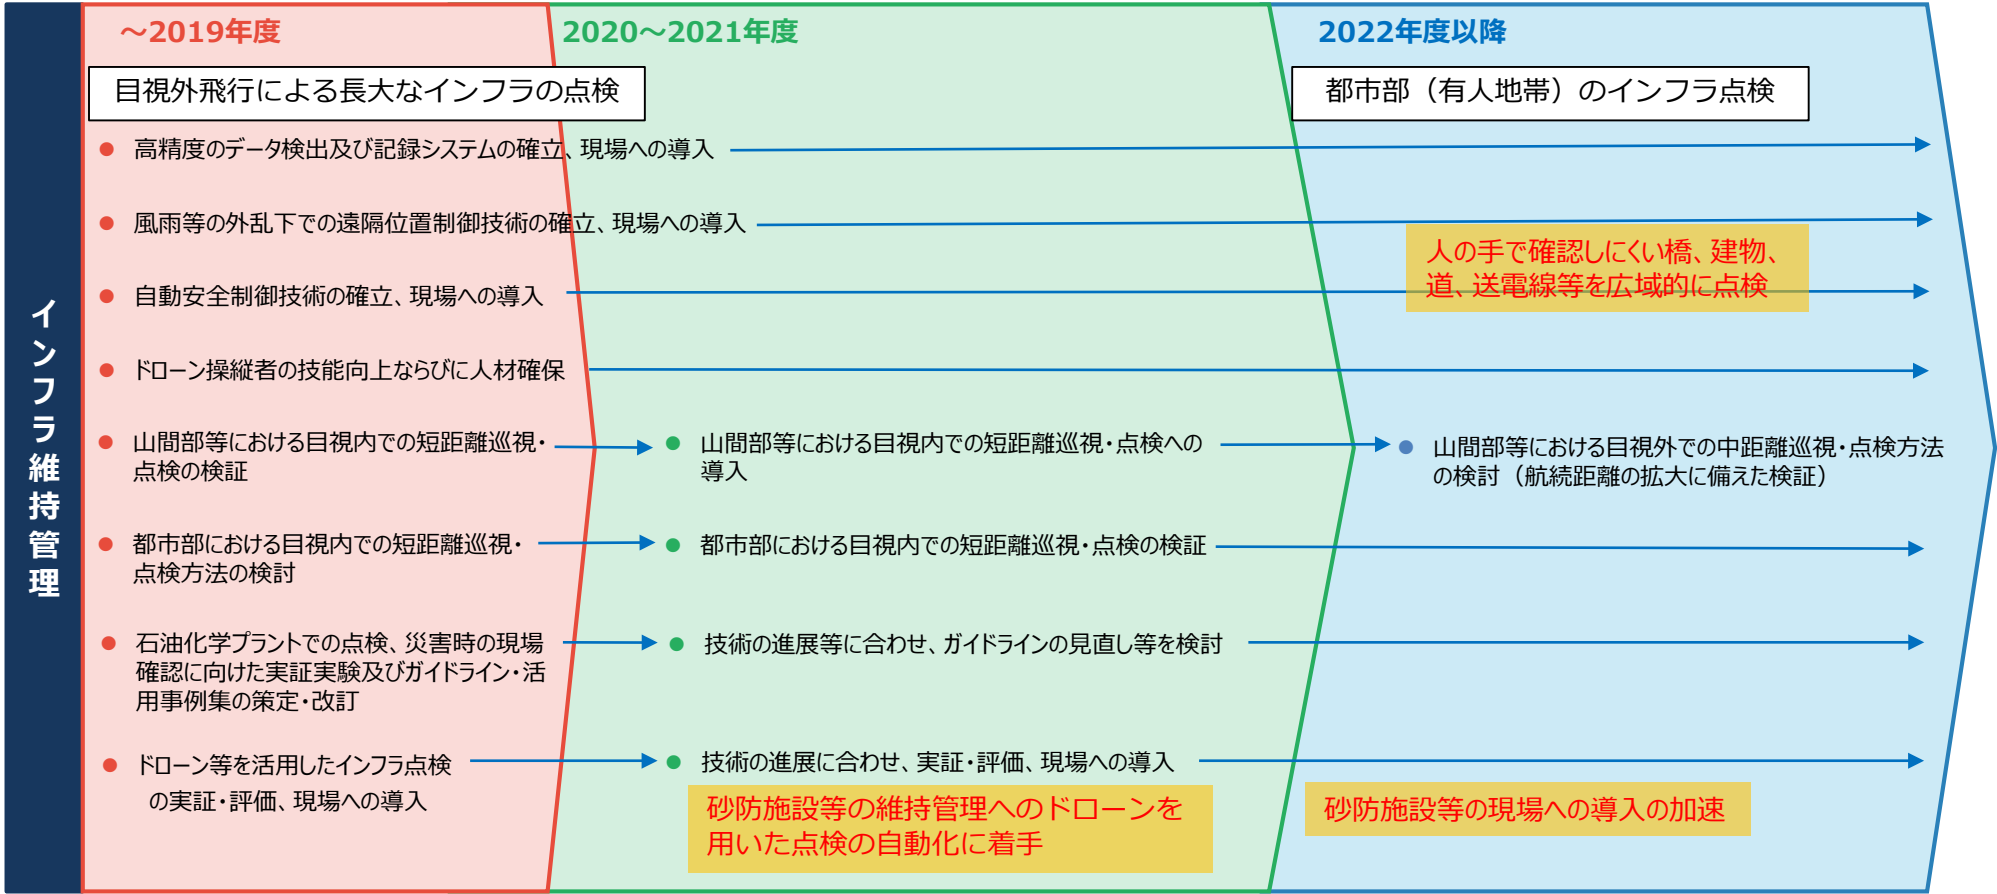 インフラ維持管理
～2019年度
2020～2021年度
2022年度以降
目視外飛行による長大なインフラの点検
都市部（有人地帯）のインフラ点検
高精度のデータ検出及び記録システムの確立、現場への導入
風雨等の外乱下での遠隔位置制御技術の確立、現場への導入
人の手で確認しにくい橋、建物、
道、送電線等を広域的に点検
自動安全制御技術の確立、現場への導入
ドローン操縦者の技能向上ならびに人材確保
山間部等における目視内での短距離巡視・
点検の検証
山間部等における目視内での短距離巡視・点検への
導入
山間部等における目視外での中距離巡視・点検方法
の検討（航続距離の拡大に備えた検証）
都市部における目視内での短距離巡視・
点検方法の検討
都市部における目視内での短距離巡視・点検の検証
石油化学プラントでの点検、災害時の現場
確認に向けた実証実験及びガイドライン・活
用事例集の策定・改訂
技術の進展等に合わせ、ガイドラインの見直し等を検討
ドローン等を活用したインフラ点検
の実証・評価、現場への導入
技術の進展に合わせ、実証・評価、現場への導入
砂防施設等の維持管理へのドローンを
用いた点検の自動化に着手
砂防施設等の現場への導入の加速